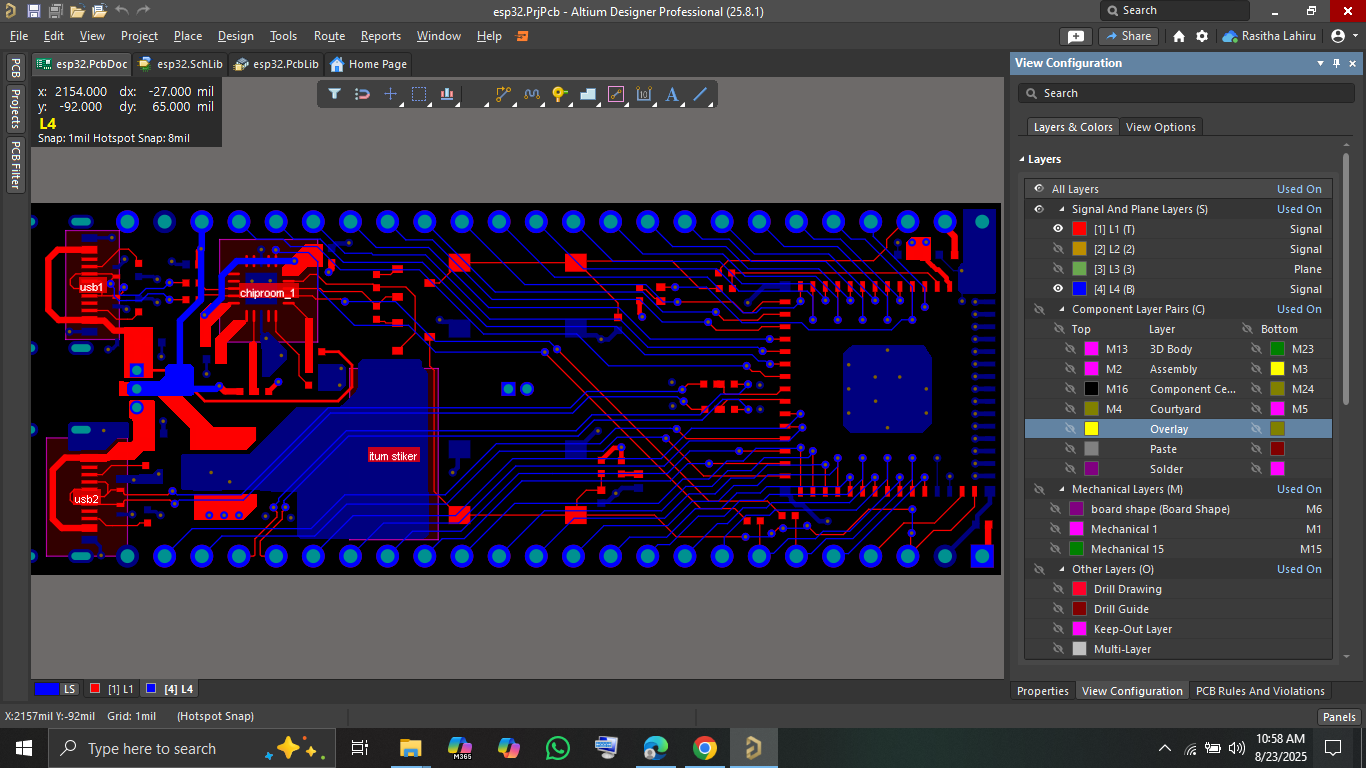 esp32.PrjPcb - Altium Designer Professional (25.8.1)
Search
File Edit View Project Place Design Tools Route Reports Window Help
Share
Rasitha Lahiru
esp32.PcbDoc esp32.SchLib esp32.PcbLib Home Page
PCB
Projects
PCB Filter
x: 2154.000 dx: -27.000 mil
y: -92.000 dy: 65.000 mil
L4
Snap: 1mil Hotspot Snap: 8mil
usb1
chiproom_1
itum stiker
usb2
View Configuration
Search
Layers & Colors View Options
Layers
All Layers Used On
Signal And Plane Layers (S) Used On
[1] L1 (T) Signal
[2] L2 (2) Signal
[3] L3 (3) Plane
[4] L4 (B) Signal
Component Layer Pairs (C) Used On
Top Layer Bottom
M13 3D Body M23
M2 Assembly M3
M16 Component Ce... M24
M4 Courtyard M5
Overlay
Paste
Solder
Mechanical Layers (M) Used On
board shape (Board Shape) M6
Mechanical 1 M1
Mechanical 15 M15
Other Layers (O) Used On
Drill Drawing
Drill Guide
Keep-Out Layer
Multi-Layer
LS [1] L1 [4] L4
Properties View Configuration PCB Rules And Violations
X:2157mil Y:-92mil Grid: 1mil (Hotspot Snap)
Panels
Type here to search
M365
10:58 AM
8/23/2025